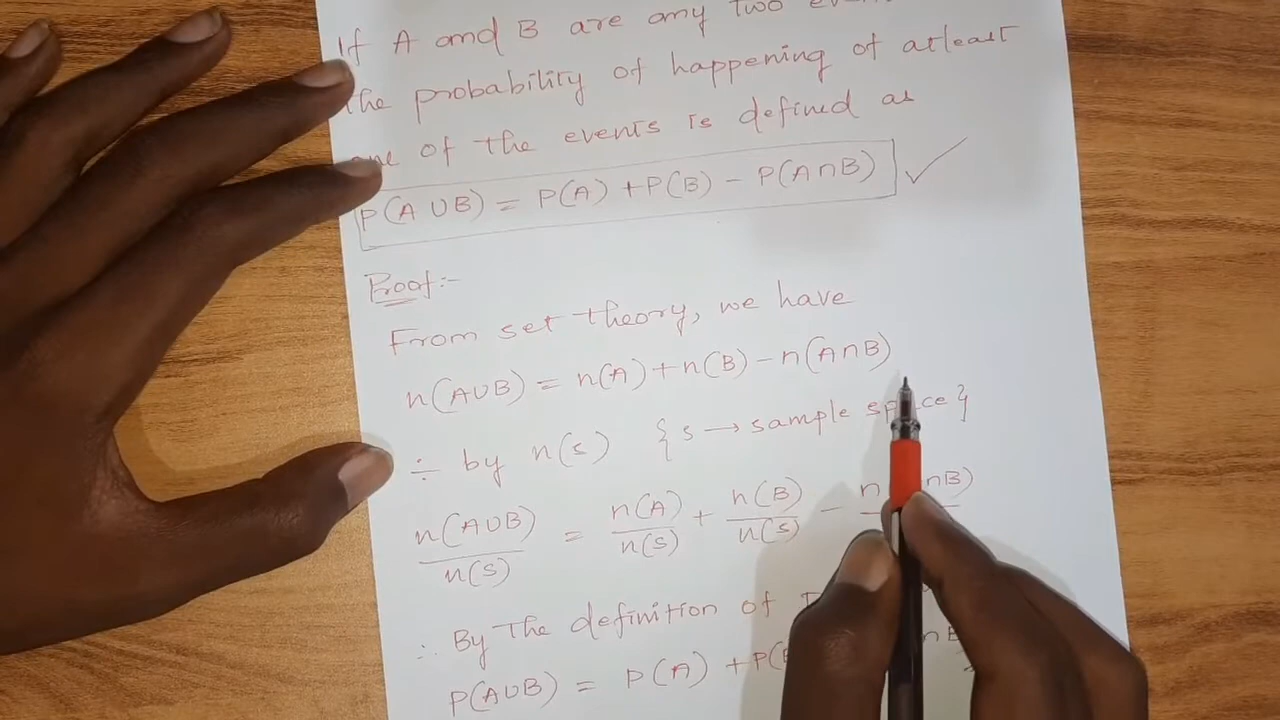 If A and B are any two
the probability of happening of atleast
one of the events is defined as
P(A ∪ B) = P(A) + P(B) - P(A∩B)
Proof:-
From set theory, we have
n(A∪B) = n(A) + n(B) - n(A∩B)
÷ by n(s) {s → sample space}
n(A∪B)/n(S) = n(A)/n(S) + n(B)/n(S) -
∴ By The definition of
P(A∪B) = P(A) +